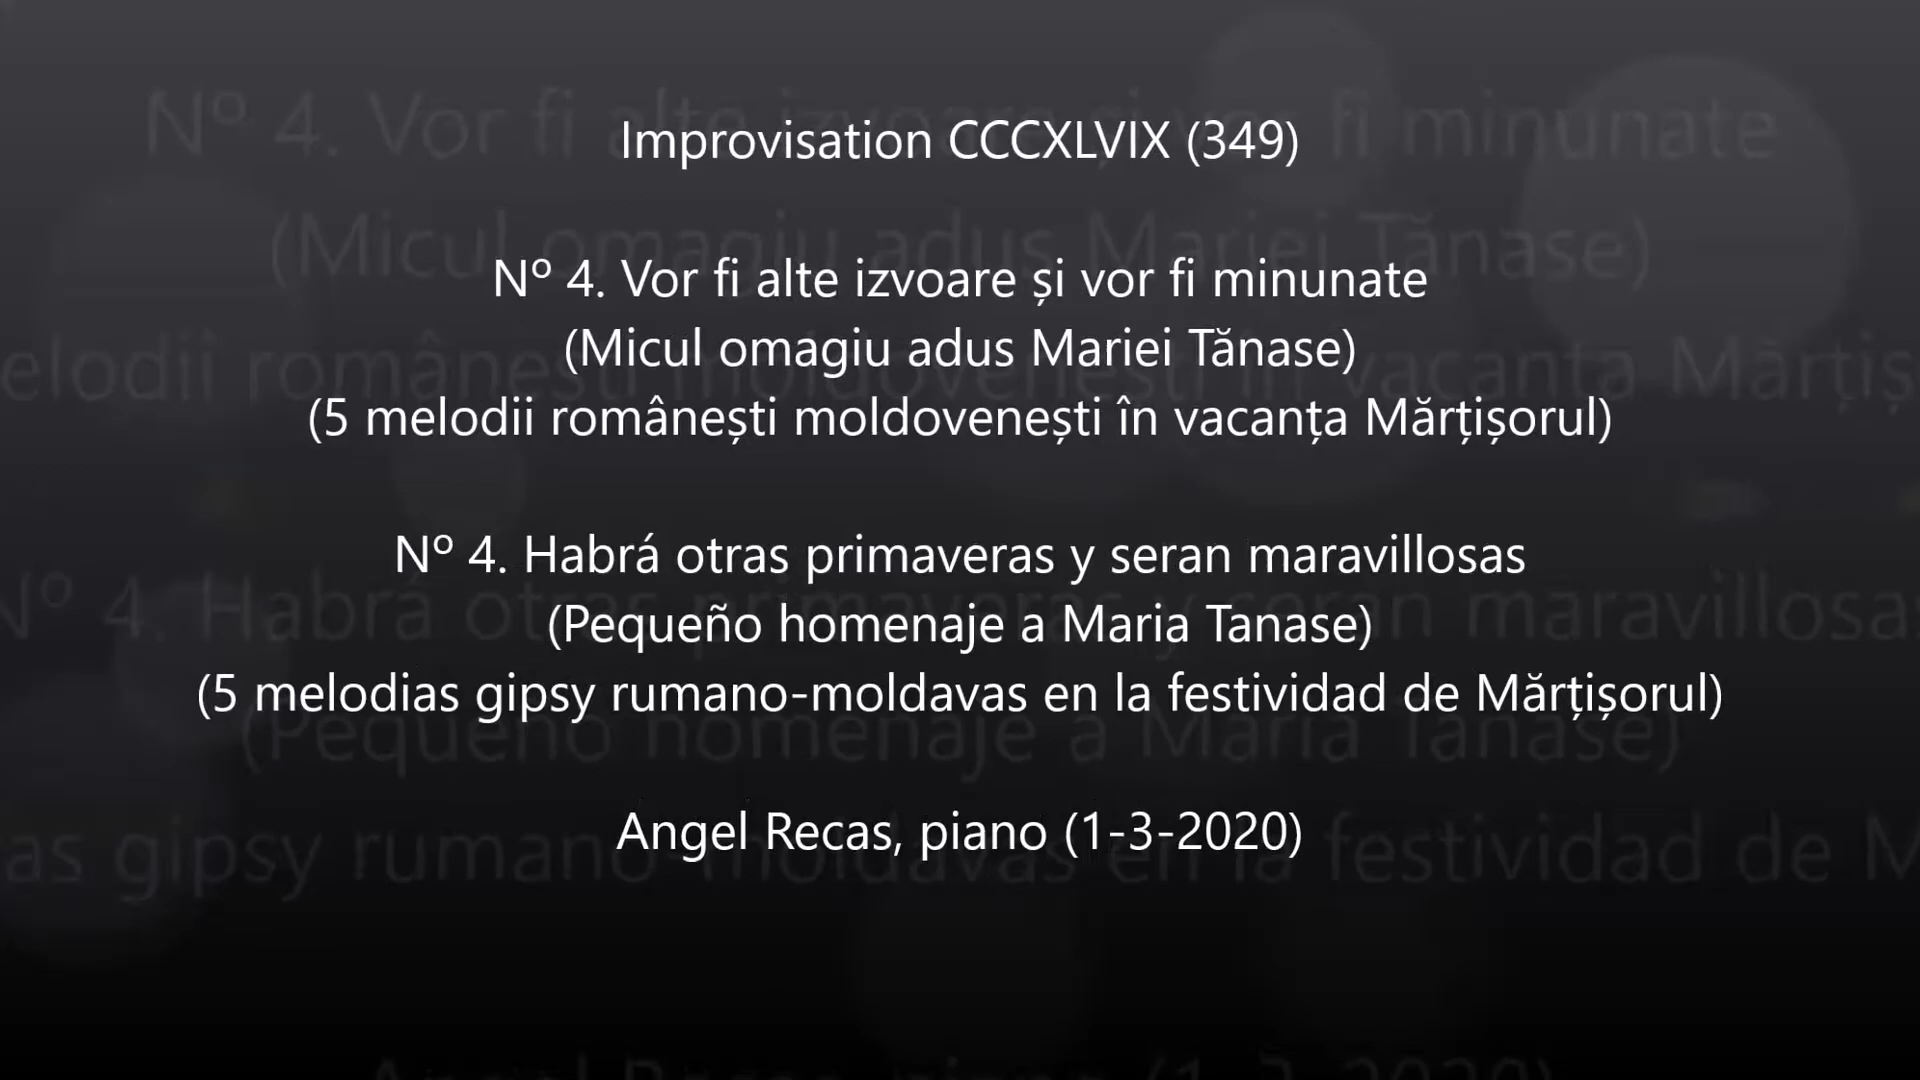 Improvisation CCCXLVIX (349)
Nº 4. Vor fi alte izvoare și vor fi minunate
(Micul omagiu adus Mariei Tănase)
(5 melodii românești moldovenești în vacanța Mărțișorul)
Nº 4. Habrá otras primaveras y seran maravillosas
(Pequeño homenaje a Maria Tanase)
(5 melodias gipsy rumano-moldavas en la festividad de Mărțișorul)
Angel Recas, piano (1-3-2020)